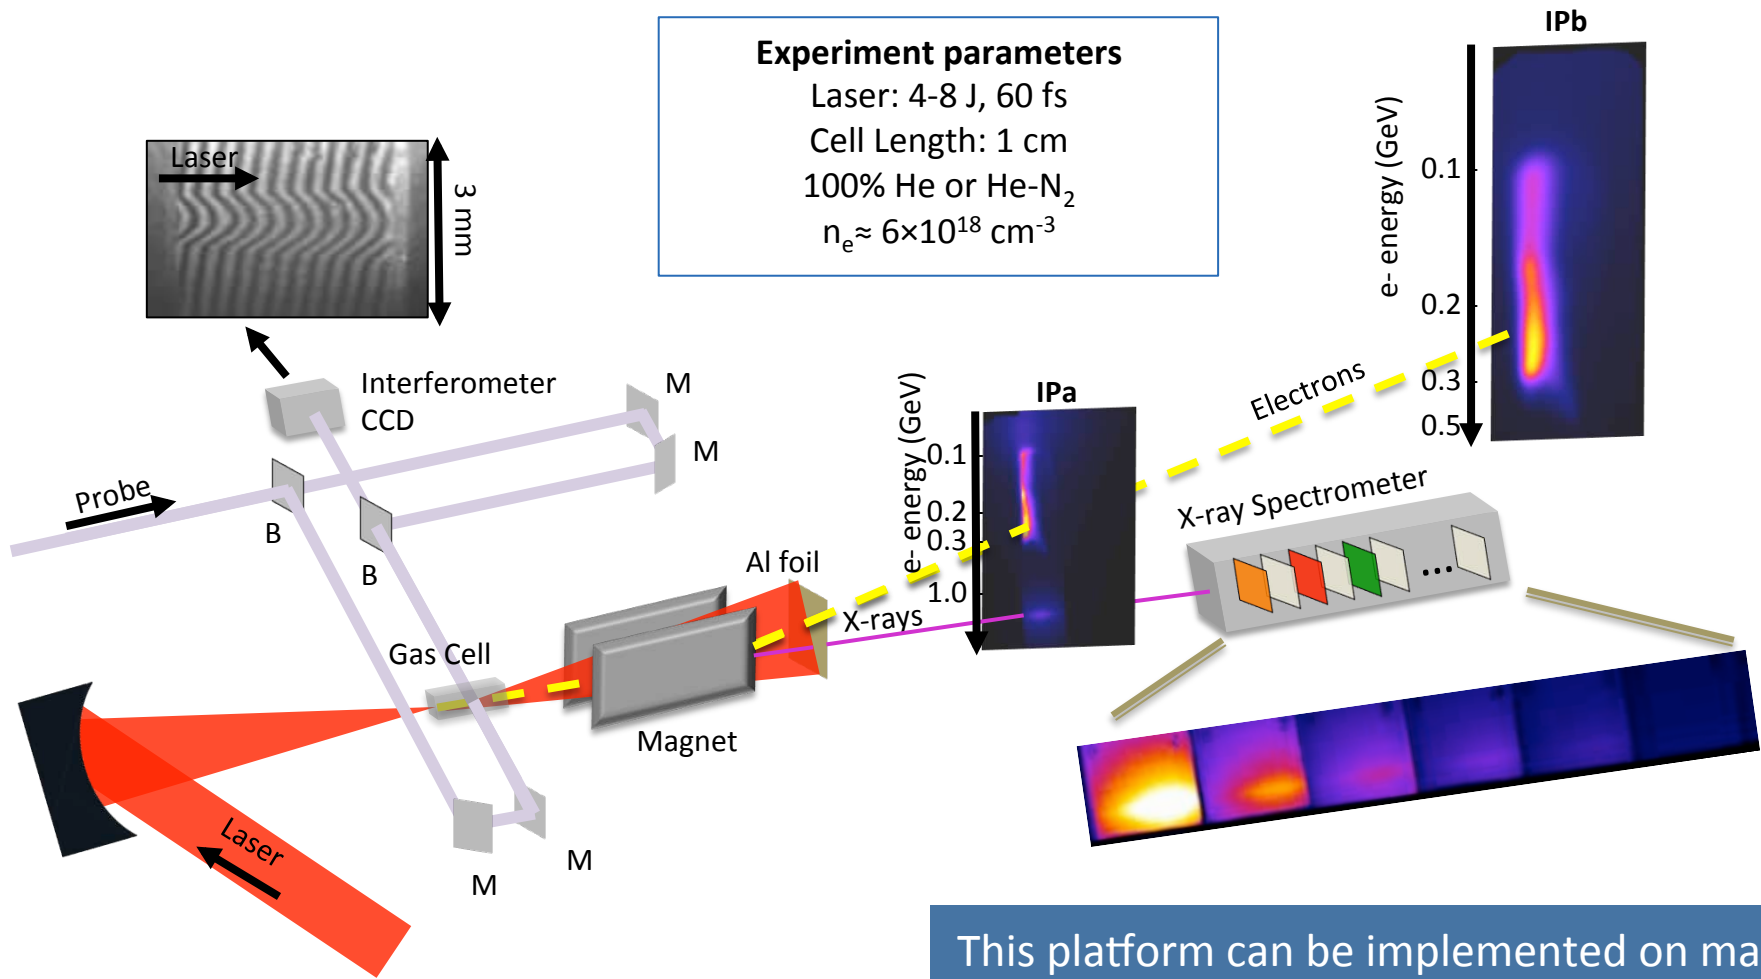 Experiment parameters
Laser: 4-8 J, 60 fs
Cell Length: 1 cm
100% He or He-N₂
nₑ≈ 6×10¹⁸ cm⁻³
IPb
e- energy (GeV)
0.1
0.2
0.3
0.5
Laser
3 mm
Interferometer
CCD
M
M
Probe
B
B
IPa
e- energy (GeV)
0.1
0.2
0.3
1.0
Electrons
X-ray Spectrometer
...
Al foil
X-rays
Gas Cell
Magnet
Laser
M
M
This platform can be implemented on ma